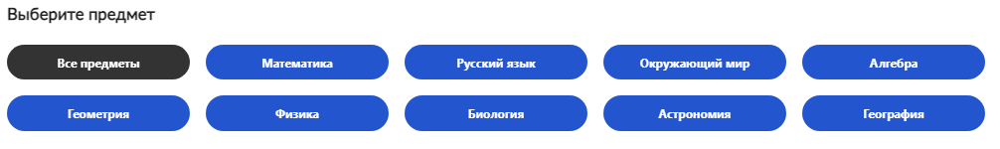 Выберите предмет
Все предметы Математика Русский язык Окружающий мир Алгебра
Геометрия Физика Биология Астрономия География